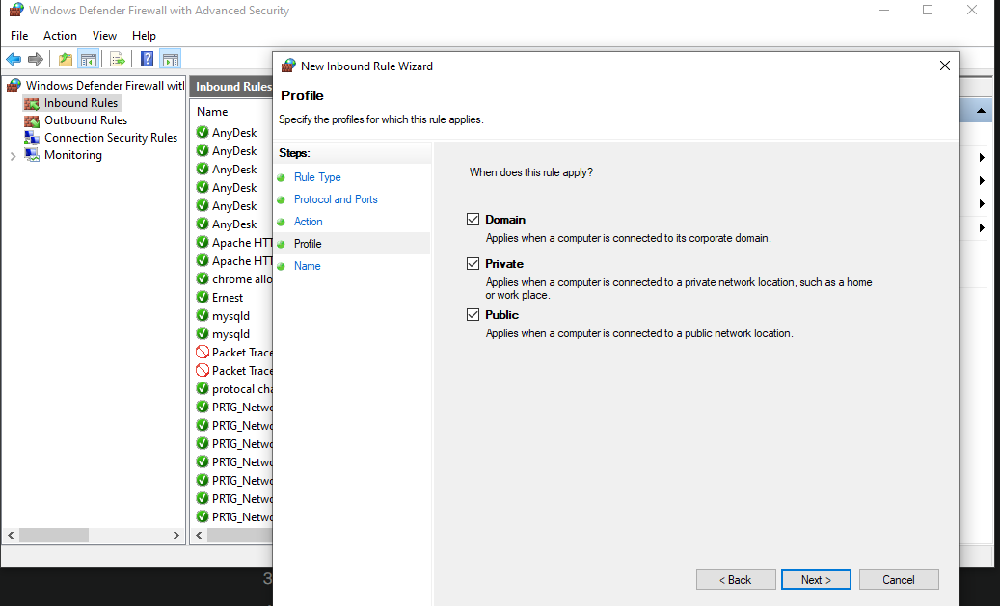 Windows Defender Firewall with Advanced Security
File Action View Help
Windows Defender Firewall witl
Inbound Rules
Outbound Rules
Connection Security Rules
Monitoring
Inbound Rules
Name
AnyDesk
AnyDesk
AnyDesk
AnyDesk
AnyDesk
AnyDesk
Apache HTT
Apache HTT
chrome allo
Ernest
mysqld
mysqld
Packet Trace
Packet Trace
protocal cha
PRTG_Netwo
PRTG_Netwo
PRTG_Netwo
PRTG_Netwo
PRTG_Netwo
PRTG_Netwo
PRTG_Netwo
New Inbound Rule Wizard
Profile
Specify the profiles for which this rule applies.
Steps:
Rule Type
Protocol and Ports
Action
Profile
Name
When does this rule apply?
Domain
Applies when a computer is connected to its corporate domain.
Private
Applies when a computer is connected to a private network location, such as a home
or work place.
Public
Applies when a computer is connected to a public network location.
< Back Next > Cancel
3